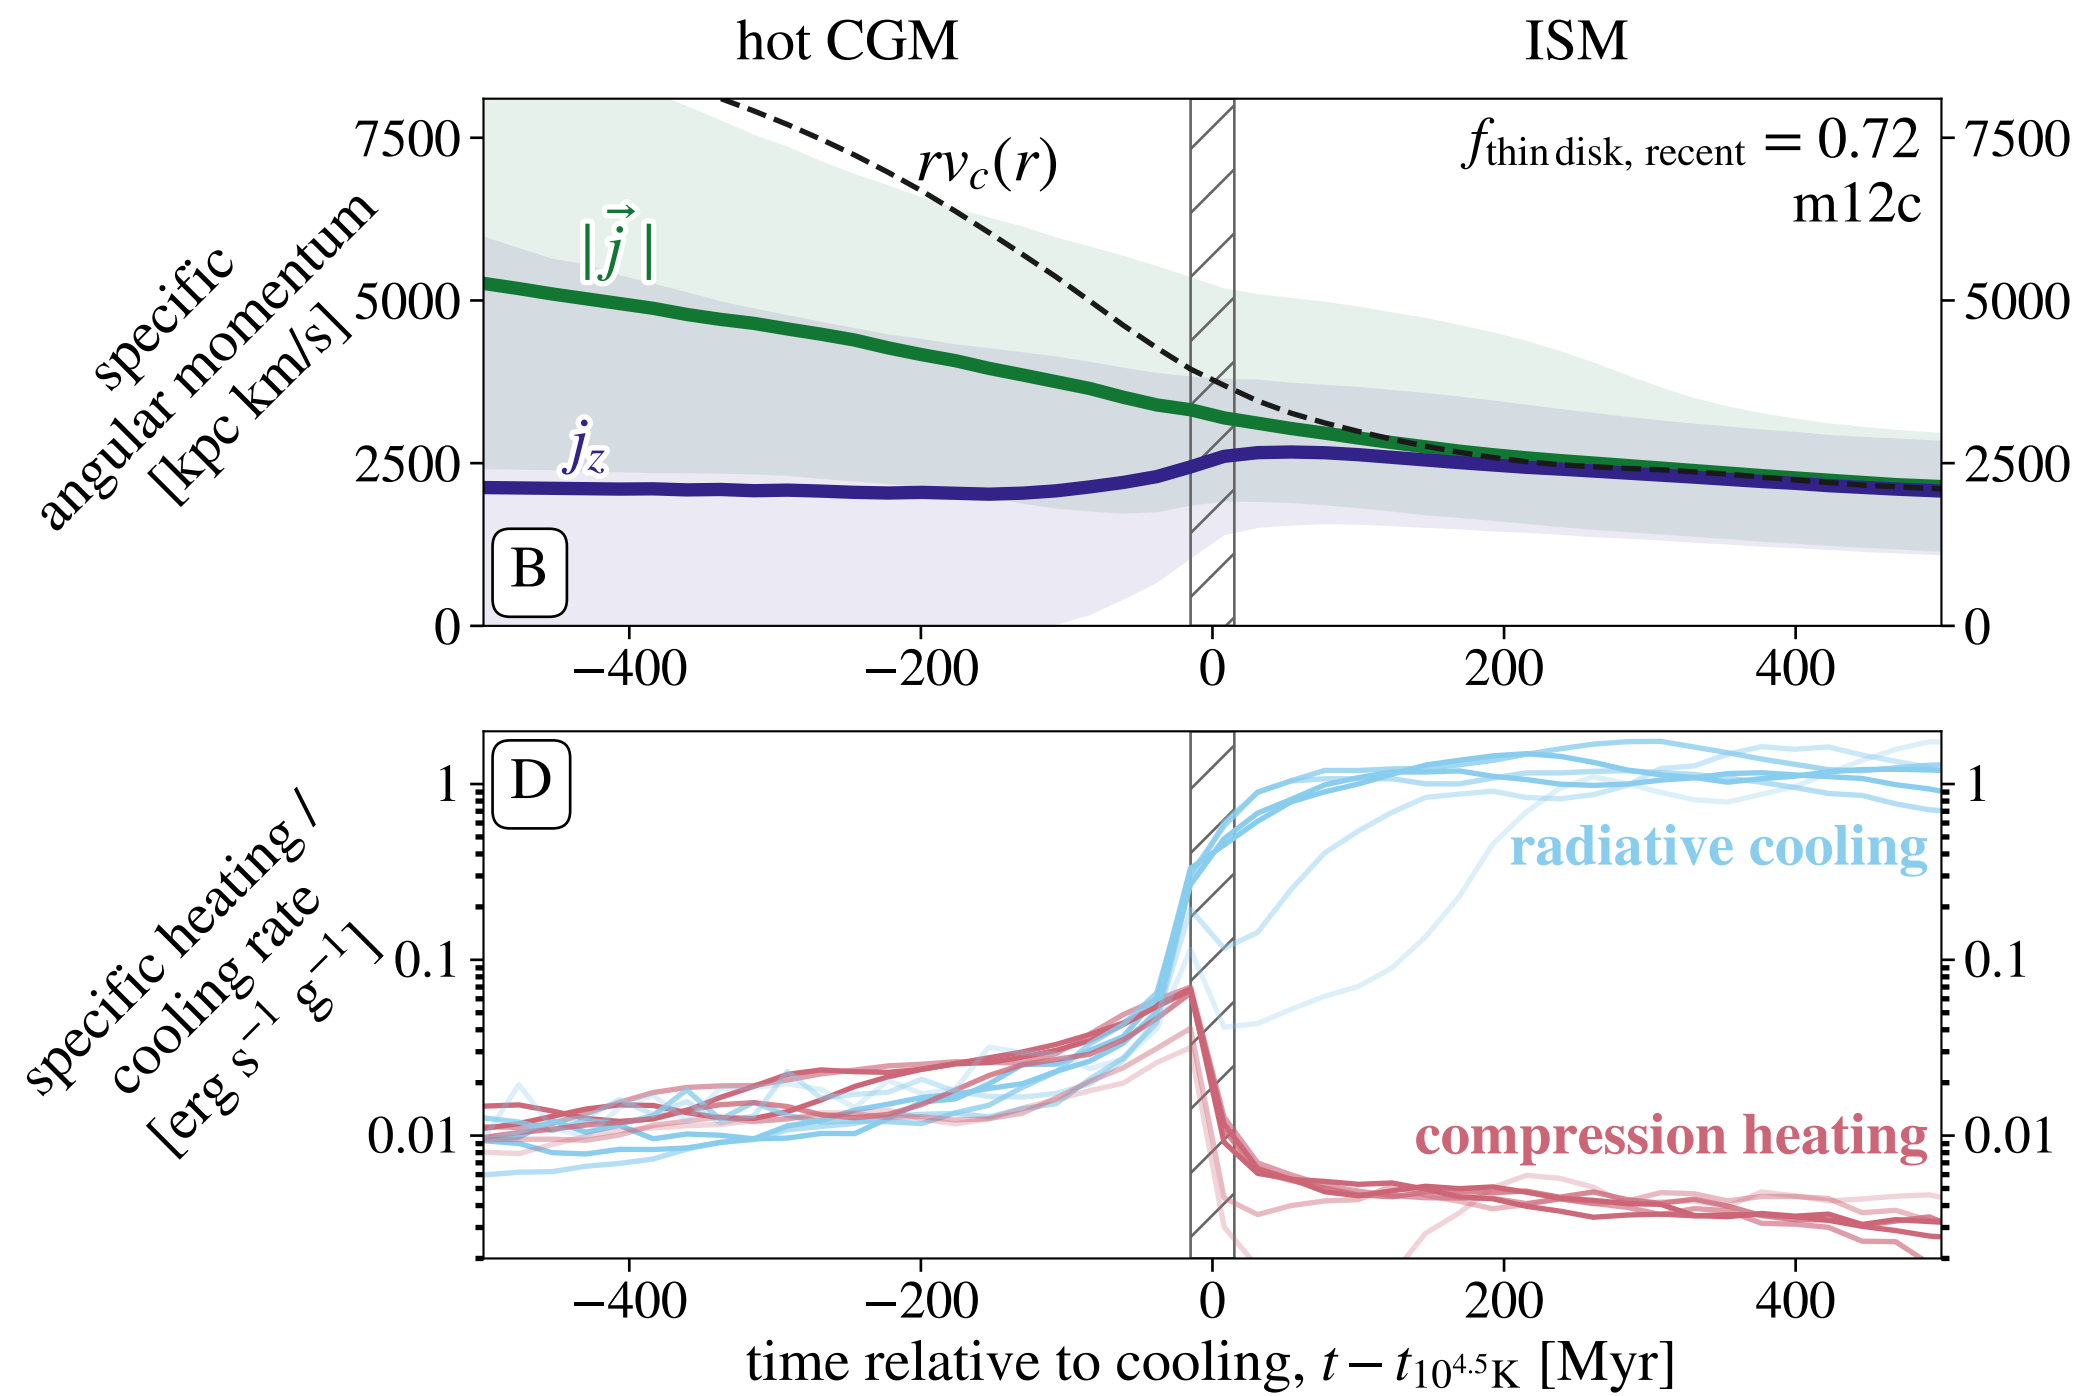 hot CGM
ISM
specific
angular momentum
[kpc km/s]
7500
5000
2500
0
7500
5000
2500
0
rv_c(r)
f_thin disk, recent = 0.72
m12c
|j⃗|
j_z
B
−400
−200
0
200
400
D
specific heating /
cooling rate
[erg s⁻¹ g⁻¹]
1
0.1
0.01
1
0.1
0.01
radiative cooling
compression heating
−400
−200
0
200
400
time relative to cooling, t − t_10^4.5 K [Myr]